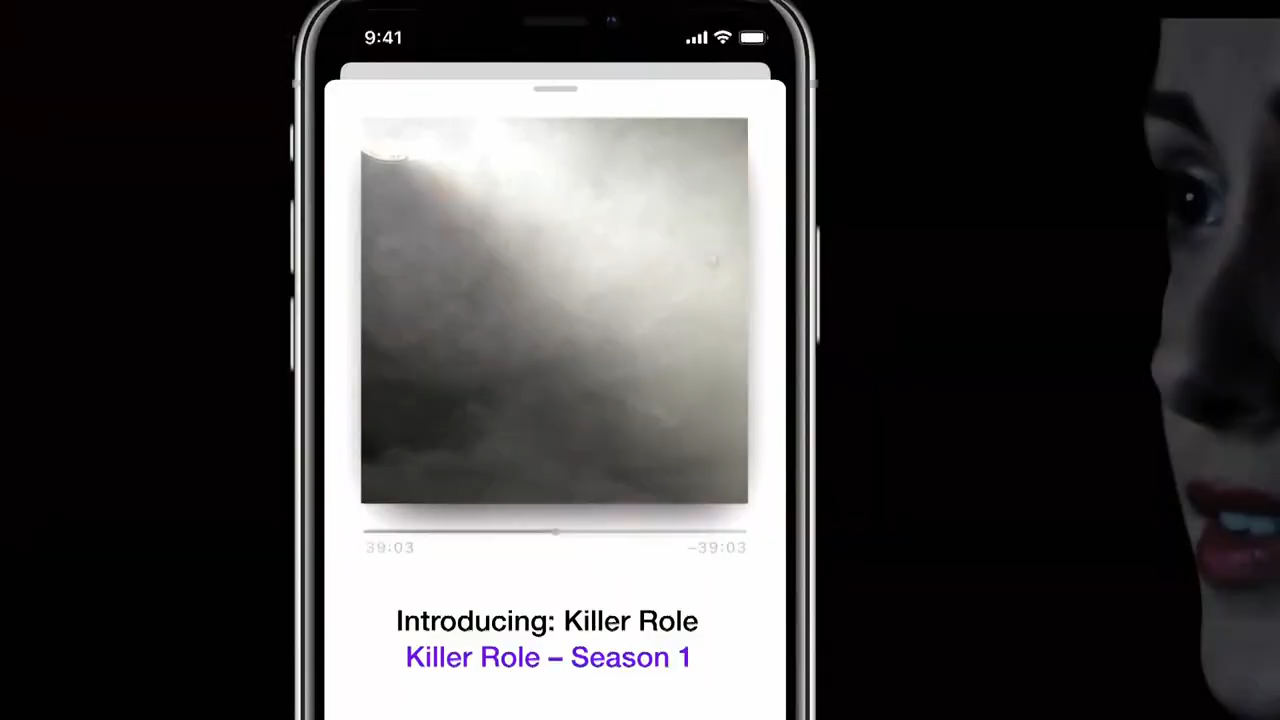 9:41
39:03
–39:03
Introducing: Killer Role
Killer Role – Season 1